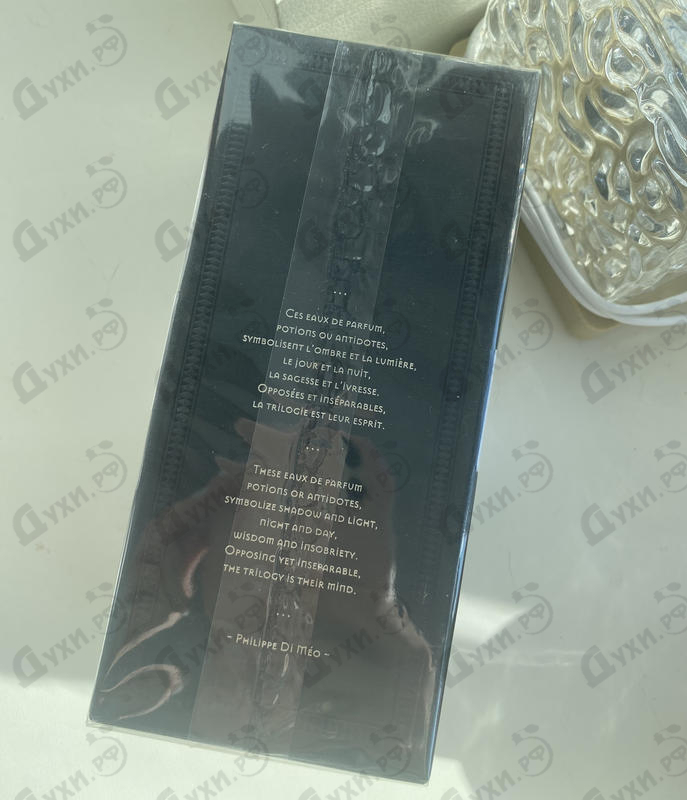 ...
Ces eaux de parfum,
potions ou antidotes,
symbolisent l'ombre et la lumière,
le jour et la nuit,
la sagesse et l'ivresse.
Opposées et inséparables,
la trilogie est leur esprit.
...
These eaux de parfum
potions or antidotes,
symbolize shadow and light,
night and day,
wisdom and insobriety.
Opposing yet inseparable,
the trilogy is their mind.
...
- Philippe Di Méo -
Духи.рф